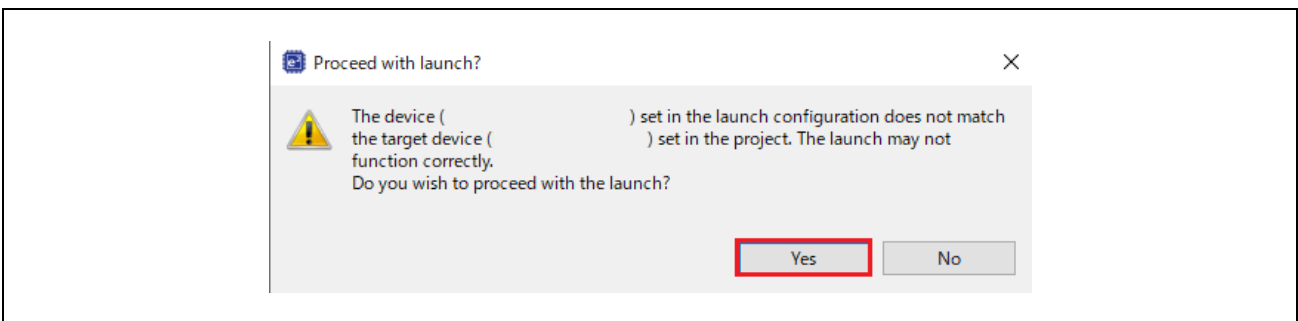 Proceed with launch?
The device ( ) set in the launch configuration does not match
the target device ( ) set in the project. The launch may not
function correctly.
Do you wish to proceed with the launch?
Yes No